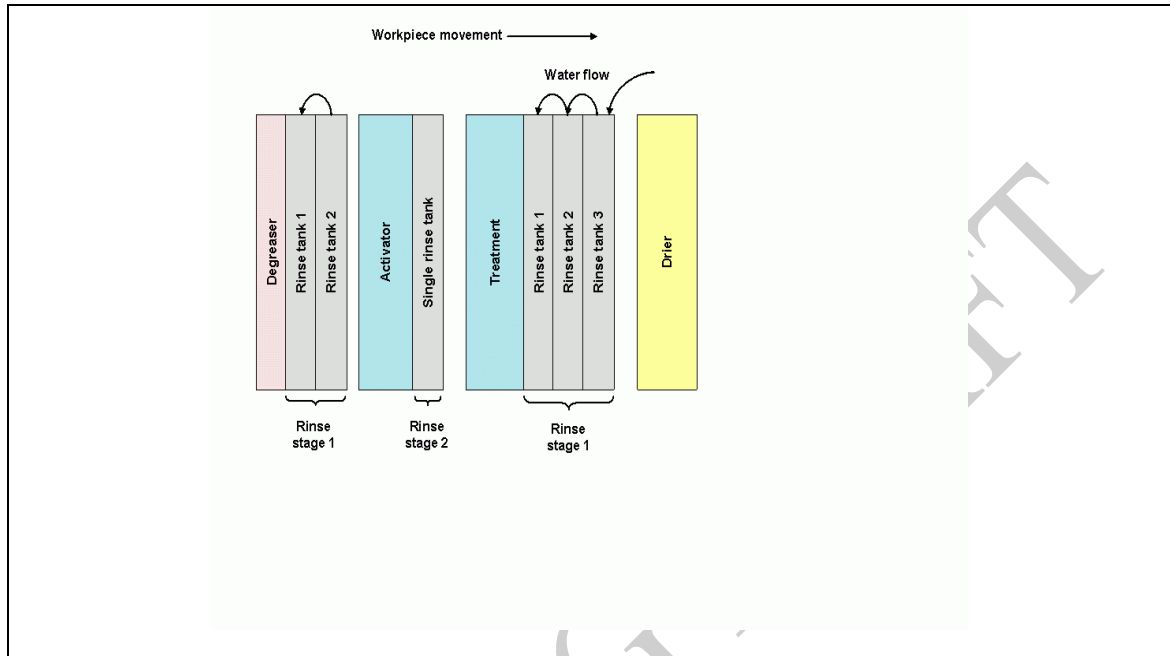 Workpiece movement
Water flow
Degreaser
Rinse tank 1
Rinse tank 2
Activator
Single rinse tank
Treatment
Rinse tank 1
Rinse tank 2
Rinse tank 3
Drier
Rinse
stage 1
Rinse
stage 2
Rinse
stage 1